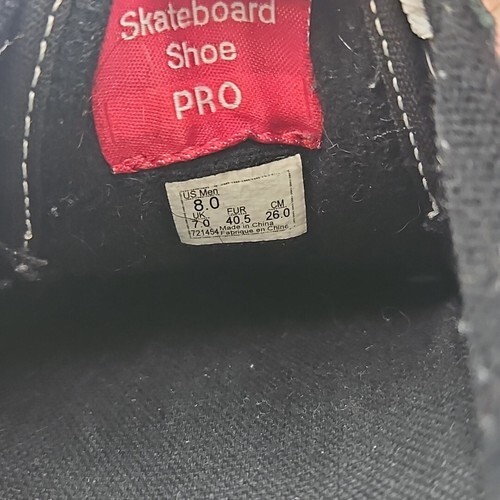 Skateboard
Shoe
PRO
US Men
8.0
UK EUR CM
7.0 40.5 26.0
721454 Made in China
Fabrique en Chine